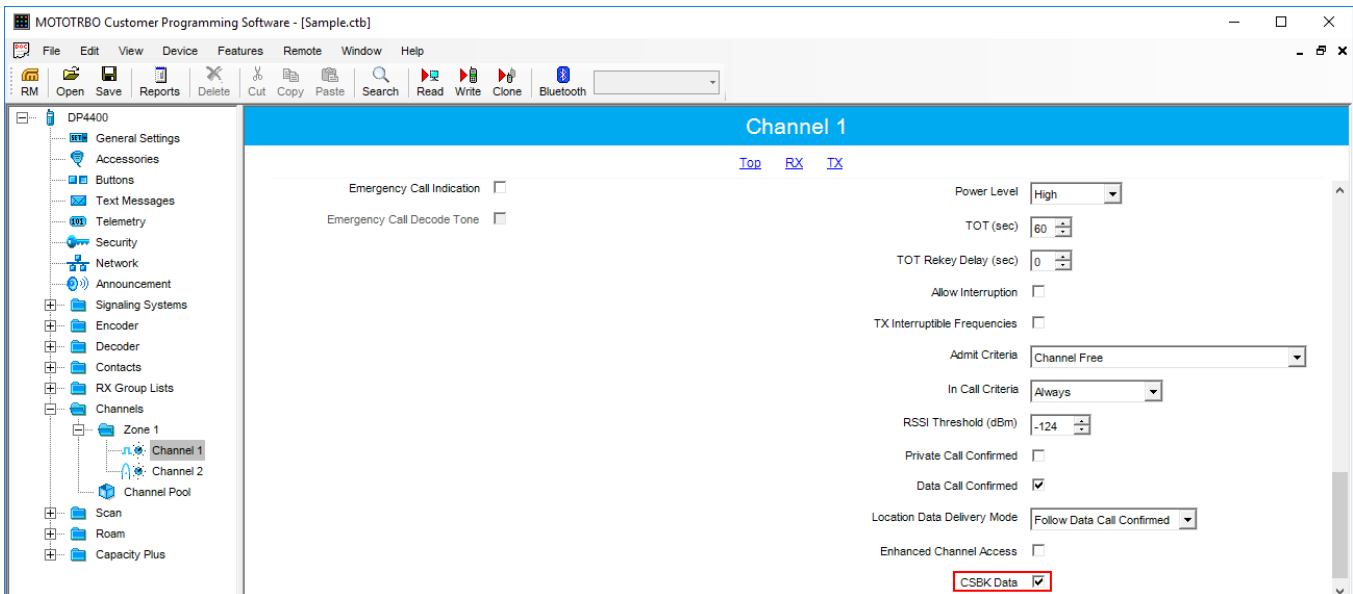 MOTOTRBO Customer Programming Software - [Sample.ctb]
File Edit View Device Features Remote Window Help
RM Open Save Reports Delete Cut Copy Paste Search Read Write Clone Bluetooth
DP4400
General Settings
Accessories
Buttons
Text Messages
Telemetry
Security
Network
Announcement
Signaling Systems
Encoder
Decoder
Contacts
RX Group Lists
Channels
Zone 1
Channel 1
Channel 2
Channel Pool
Scan
Roam
Capacity Plus
Channel 1
Top RX TX
Emergency Call Indication
Emergency Call Decode Tone
Power Level High
TOT (sec) 60
TOT Rekey Delay (sec) 0
Allow Interruption
TX Interruptible Frequencies
Admit Criteria Channel Free
In Call Criteria Always
RSSI Threshold (dBm) -124
Private Call Confirmed
Data Call Confirmed
Location Data Delivery Mode Follow Data Call Confirmed
Enhanced Channel Access
CSBK Data